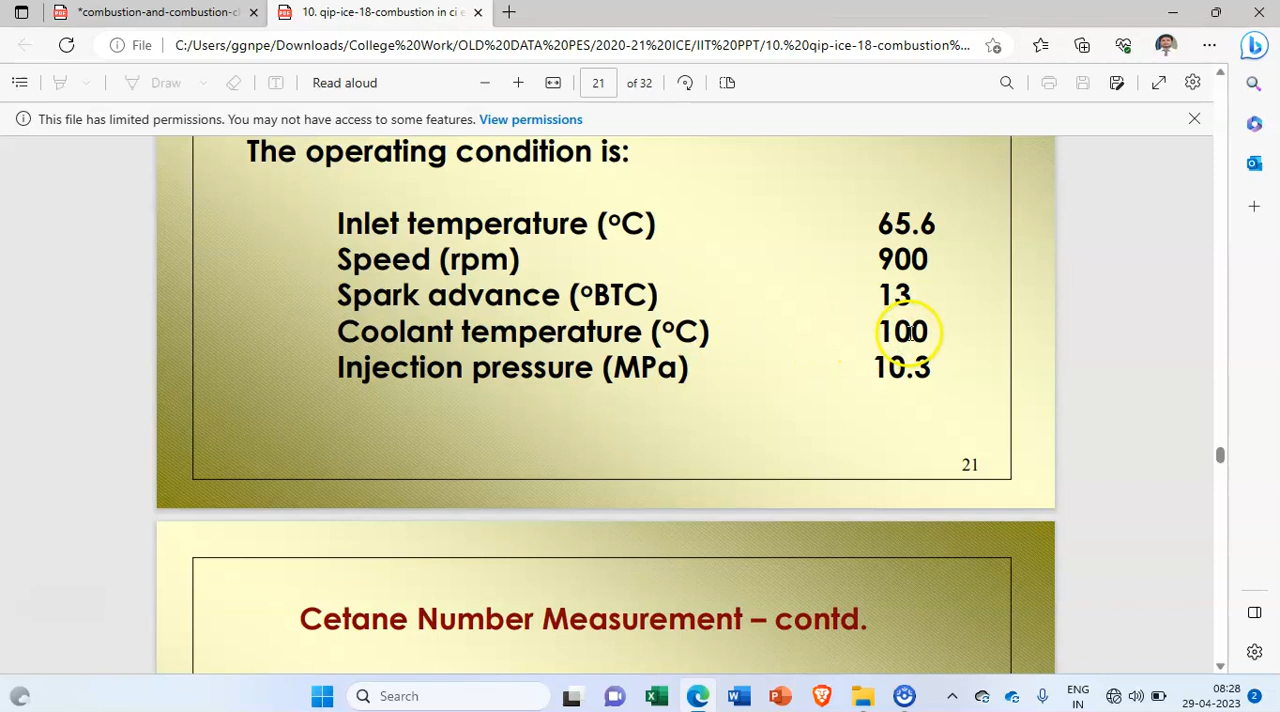 *combustion-and-combustion-cl
10. qip-ice-18-combustion in ci e
File
C:/Users/ggnpe/Downloads/College%20Work/OLD%20DATA%20PES/2020-21%20ICE/IIT%20PPT/10.%20qip-ice-18-combustion%...
Draw
Read aloud
21
of 32
This file has limited permissions. You may not have access to some features. View permissions
The operating condition is:
Inlet temperature (°C) 65.6
Speed (rpm) 900
Spark advance (°BTC) 13
Coolant temperature (°C) 100
Injection pressure (MPa) 10.3
21
Cetane Number Measurement – contd.
Search
ENG
IN
08:28
29-04-2023
2